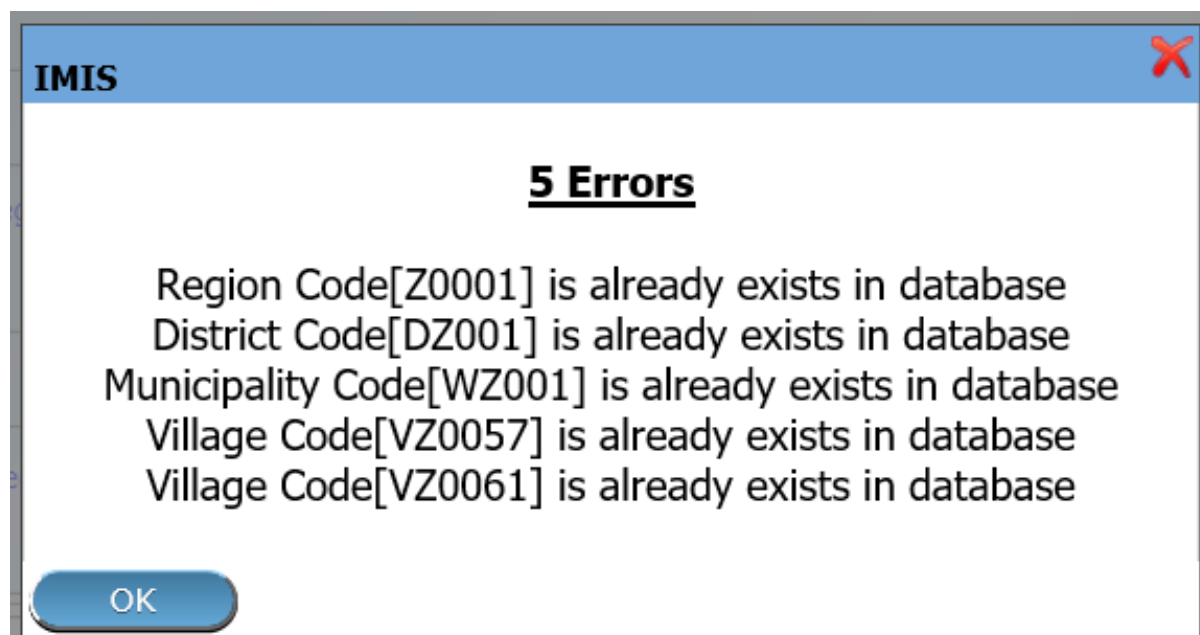 IMIS
5 Errors
Region Code[Z0001] is already exists in database
District Code[DZ001] is already exists in database
Municipality Code[WZ001] is already exists in database
Village Code[VZ0057] is already exists in database
Village Code[VZ0061] is already exists in database
OK